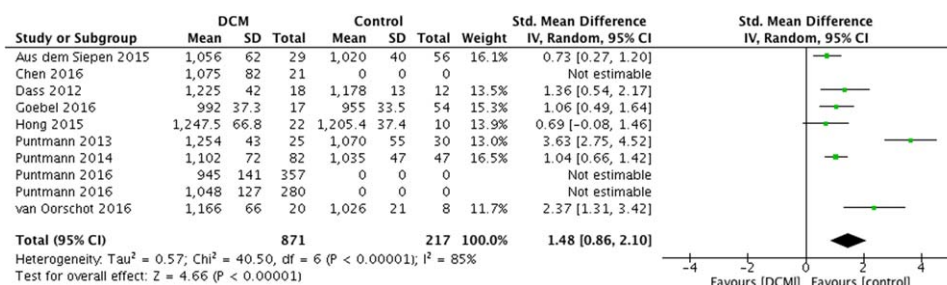 DCM Control Std. Mean Difference Std. Mean Difference
Study or Subgroup Mean SD Total Mean SD Total Weight IV, Random, 95% CI IV, Random, 95% CI
Aus dem Siepen 2015 1,056 62 29 1,020 40 56 16.1% 0.73 [0.27, 1.20]
Chen 2016 1,075 82 21 0 0 0 Not estimable
Dass 2012 1,225 42 18 1,178 13 12 13.5% 1.36 [0.54, 2.17]
Goebel 2016 992 37.3 17 955 33.5 54 15.3% 1.06 [0.49, 1.64]
Hong 2015 1,247.5 66.8 22 1,205.4 37.4 10 13.9% 0.69 [-0.08, 1.46]
Puntmann 2013 1,254 43 25 1,070 55 30 13.0% 3.63 [2.75, 4.52]
Puntmann 2014 1,102 72 82 1,035 47 47 16.5% 1.04 [0.66, 1.42]
Puntmann 2016 945 141 357 0 0 0 Not estimable
Puntmann 2016 1,048 127 280 0 0 0 Not estimable
van Oorschot 2016 1,166 66 20 1,026 21 8 11.7% 2.37 [1.31, 3.42]
Total (95% CI) 871 217 100.0% 1.48 [0.86, 2.10]
Heterogeneity: Tau² = 0.57; Chi² = 40.50, df = 6 (P < 0.00001); I² = 85%
Test for overall effect: Z = 4.66 (P < 0.00001)
-4 -2 0 2 4
Favours [DCM] Favours [control]